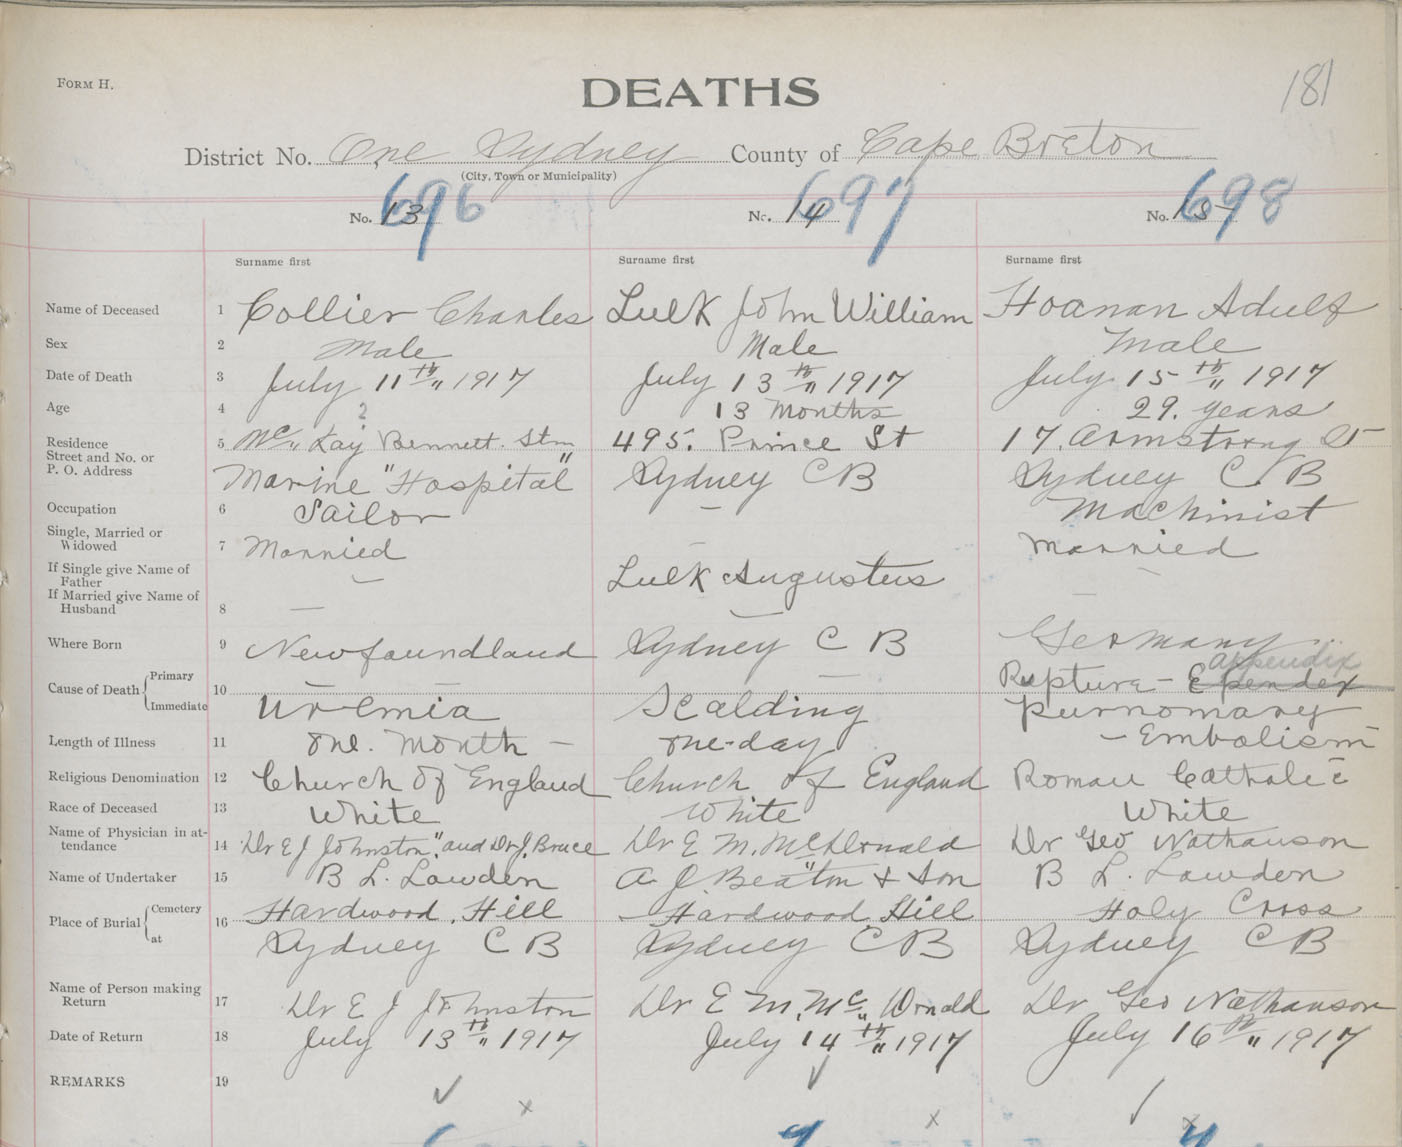 FORM H.
DEATHS
181
District No. One Sydney County of Cape Breton
(City, Town or Municipality)
696 697 698
No. 13 No. 14 No. 15
Surname first Surname first Surname first
Name of Deceased 1 Collier Charles Lulk John William Hoanan Adulf
Sex 2 Male Male Male
Date of Death 3 July 11th 1917 July 13th 1917 July 15th 1917
Age 4 ? 13 Months 29. years
Residence Street and No. or P. O. Address 5 Mc Kay Bennett. Stm 495. Prince St 17. Armstrong St
Marine "Hospital" Sydney C B Sydney C. B
Occupation 6 Sailor – Machinist
Single, Married or Widowed 7 Married – Married
If Single give Name of Father – Lulk Augustus –
If Married give Name of Husband 8 – – –
Where Born 9 Newfoundland Sydney C B Germany
appendix
Cause of Death Primary 10 – – Rupture – Ependex
Immediate Uremia Scalding purnomary
Length of Illness 11 one. Month – one-day – Embolism
Religious Denomination 12 Church Of England Church of England Roman Catholic
Race of Deceased 13 White White White
Name of Physician in attendance 14 Dr E J Johnston" and Dr J. Bruce Dr E M. McDonald Dr Geo Nathanson
Name of Undertaker 15 B L. Lowden A. J. Beaton & Son B L. Lowden
Place of Burial Cemetery 16 Hardwood Hill Hardwood Hill Holy Cross
at Sydney C B Sydney C B Sydney C B
Name of Person making Return 17 Dr E J Johnston Dr E M. Mc Donald Dr Geo Nathanson
Date of Return 18 July 13th 1917 July 14th 1917 July 16th 1917
REMARKS 19